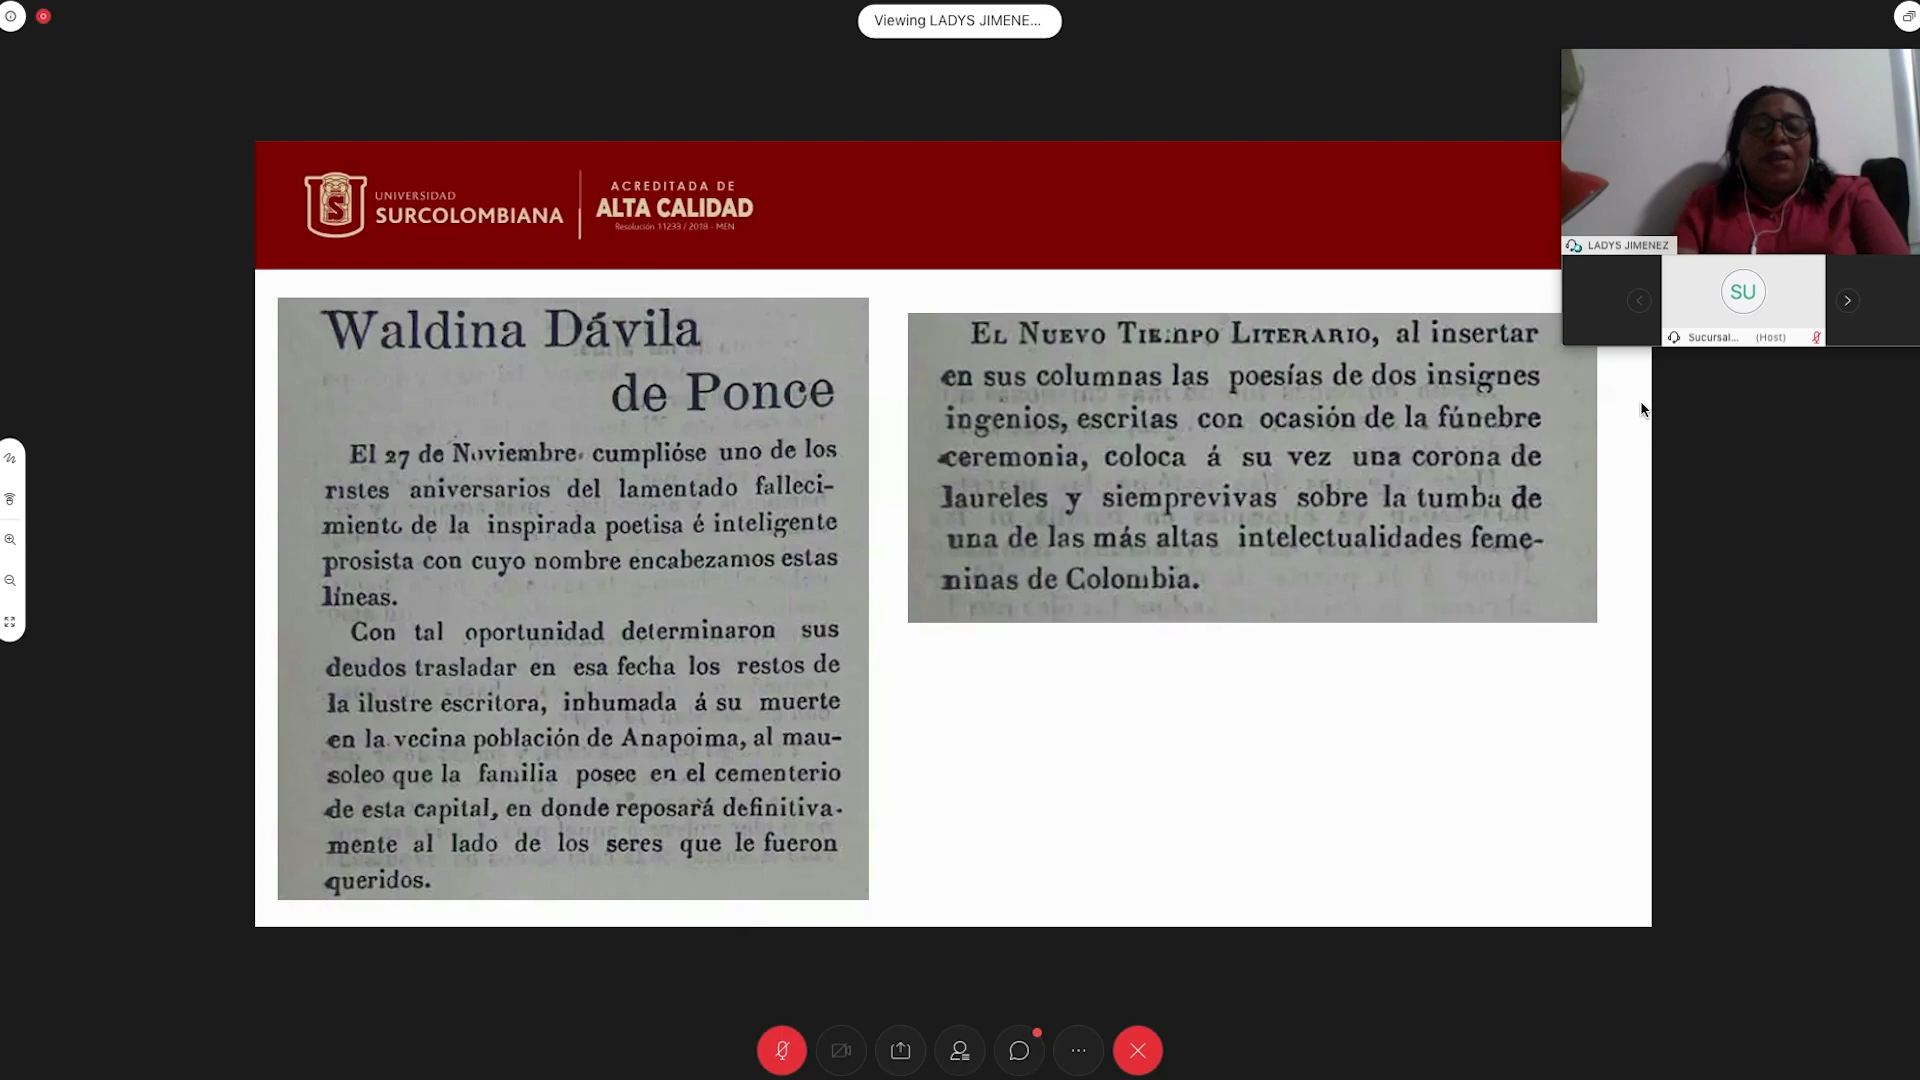 Viewing LADYS JIMENE...
UNIVERSIDAD
SURCOLOMBIANA
ACREDITADA DE
ALTA CALIDAD
Resolución 11233 / 2018 - MEN
LADYS JIMENEZ
SU
Sucursal... (Host)
Waldina Dávila
de Ponce
El 27 de Noviembre cumplióse uno de los
ristes aniversarios del lamentado falleci-
miento de la inspirada poetisa é inteligente
prosista con cuyo nombre encabezamos estas
líneas.
Con tal oportunidad determinaron sus
deudos trasladar en esa fecha los restos de
la ilustre escritora, inhumada á su muerte
en la vecina población de Anapoima, al mau-
soleo que la familia posee en el cementerio
de esta capital, en donde reposará definitiva-
mente al lado de los seres que le fueron
queridos.
EL NUEVO TIEMPO LITERARIO, al insertar
en sus columnas las poesías de dos insignes
ingenios, escritas con ocasión de la fúnebre
ceremonia, coloca á su vez una corona de
laureles y siemprevivas sobre la tumba de
una de las más altas intelectualidades feme-
ninas de Colombia.